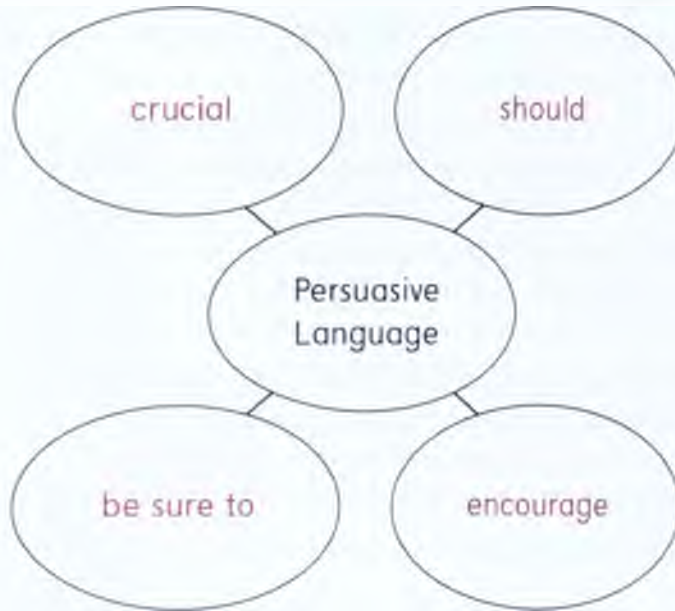 crucial
should
Persuasive
Language
be sure to
encourage